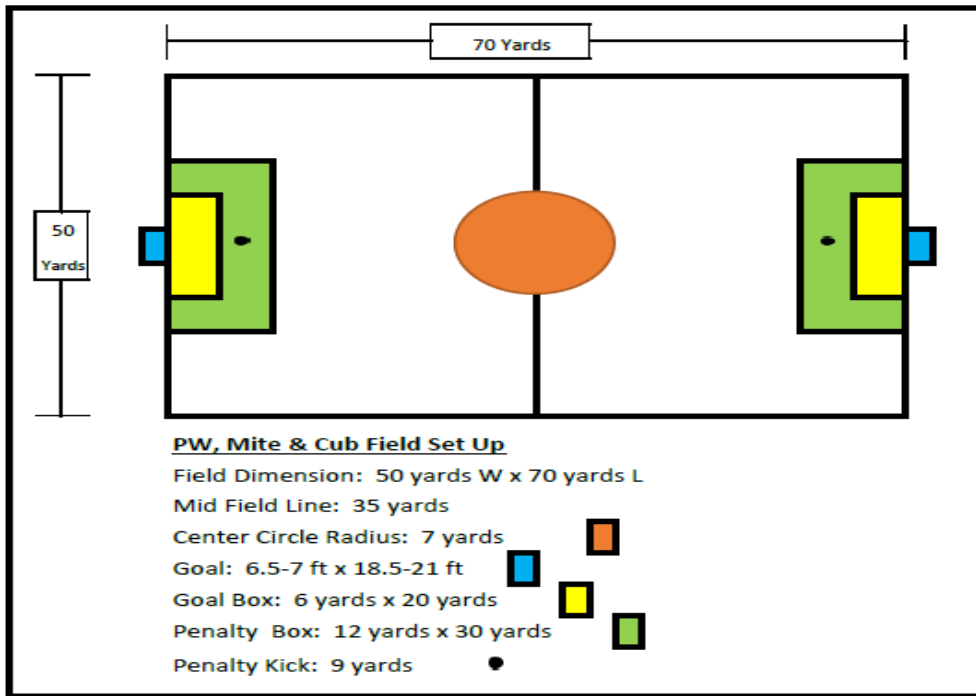 70 Yards
50
Yards
PW, Mite & Cub Field Set Up
Field Dimension: 50 yards W x 70 yards L
Mid Field Line: 35 yards
Center Circle Radius: 7 yards
Goal: 6.5-7 ft x 18.5-21 ft
Goal Box: 6 yards x 20 yards
Penalty Box: 12 yards x 30 yards
Penalty Kick: 9 yards